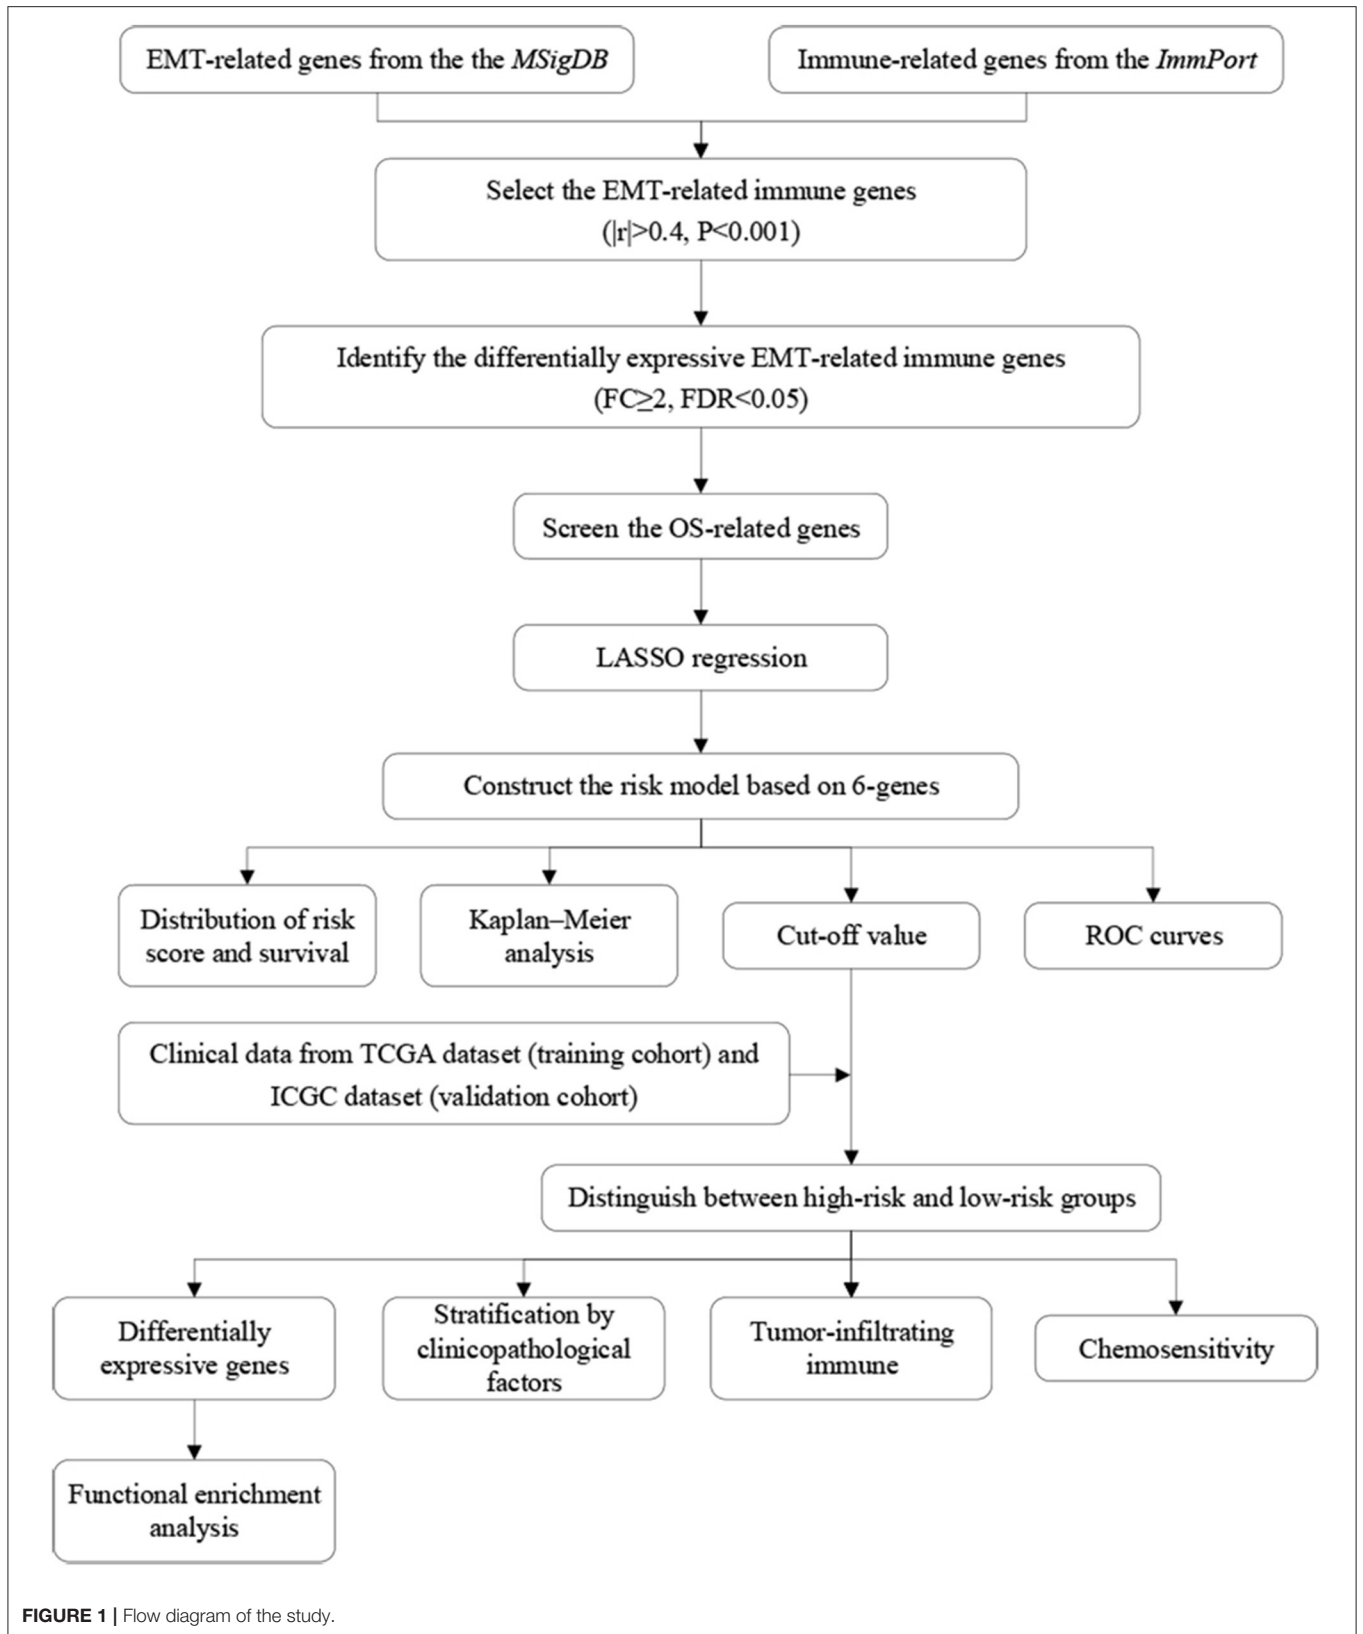 EMT-related genes from the the MSigDB
Immune-related genes from the ImmPort
Select the EMT-related immune genes
(|r|>0.4, P<0.001)
Identify the differentially expressive EMT-related immune genes
(FC≥2, FDR<0.05)
Screen the OS-related genes
LASSO regression
Construct the risk model based on 6-genes
Distribution of risk
score and survival
Kaplan–Meier
analysis
Cut-off value
ROC curves
Clinical data from TCGA dataset (training cohort) and
ICGC dataset (validation cohort)
Distinguish between high-risk and low-risk groups
Differentially
expressive genes
Stratification by
clinicopathological
factors
Tumor-infiltrating
immune
Chemosensitivity
Functional enrichment
analysis
FIGURE 1 | Flow diagram of the study.